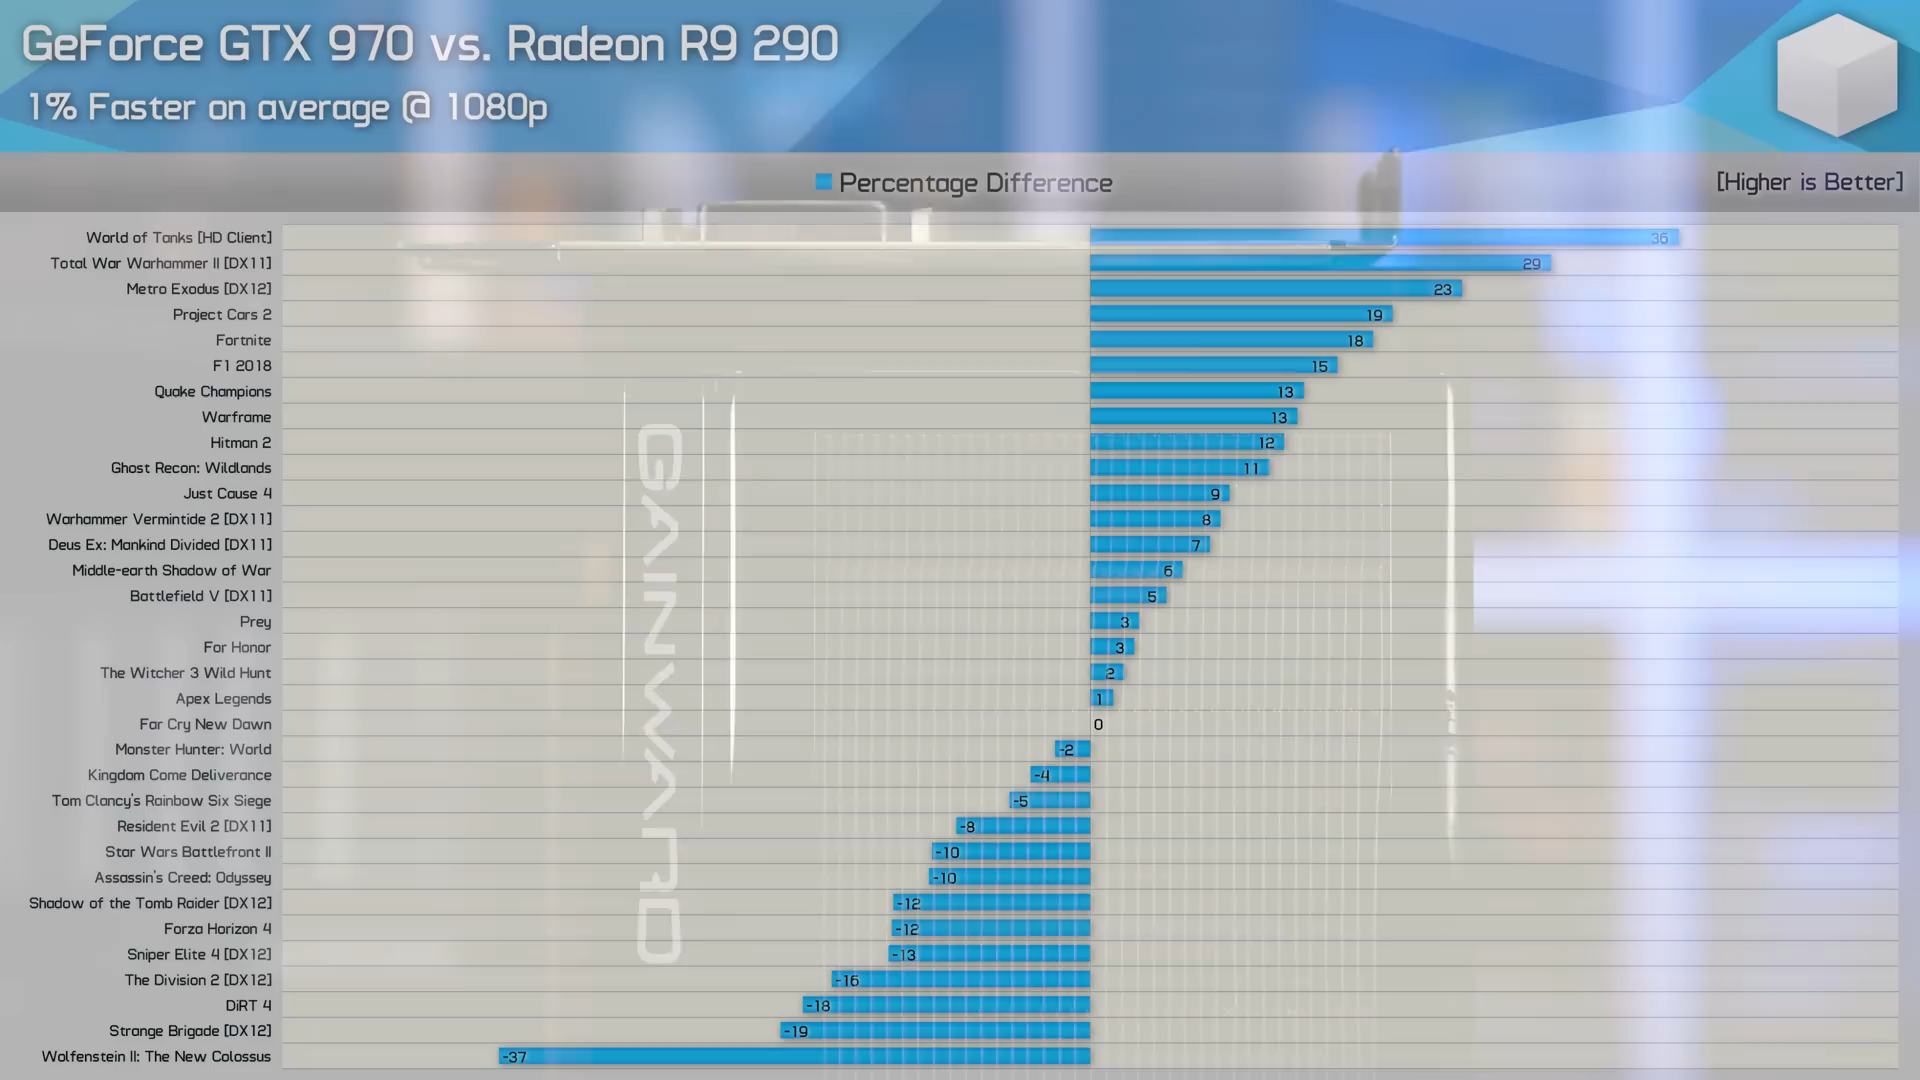 GeForce GTX 970 vs. Radeon R9 290
1% Faster on average @ 1080p
Percentage Difference
[Higher is Better]
World of Tanks [HD Client] 36
Total War Warhammer II [DX11] 29
Metro Exodus [DX12] 23
Project Cars 2 19
Fortnite 18
F1 2018 15
Quake Champions 13
Warframe 13
Hitman 2 12
Ghost Recon: Wildlands 11
Just Cause 4 9
Warhammer Vermintide 2 [DX11] 8
Deus Ex: Mankind Divided [DX11] 7
Middle-earth Shadow of War 6
Battlefield V [DX11] 5
Prey 3
For Honor 3
The Witcher 3 Wild Hunt 2
Apex Legends 1
Far Cry New Dawn 0
Monster Hunter: World -2
Kingdom Come Deliverance -4
Tom Clancy's Rainbow Six Siege -5
Resident Evil 2 [DX11] -8
Star Wars Battlefront II -10
Assassin's Creed: Odyssey -10
Shadow of the Tomb Raider [DX12] -12
Forza Horizon 4 -12
Sniper Elite 4 [DX12] -13
The Division 2 [DX12] -16
DiRT 4 -18
Strange Brigade [DX12] -19
Wolfenstein II: The New Colossus -37
GAINWARD